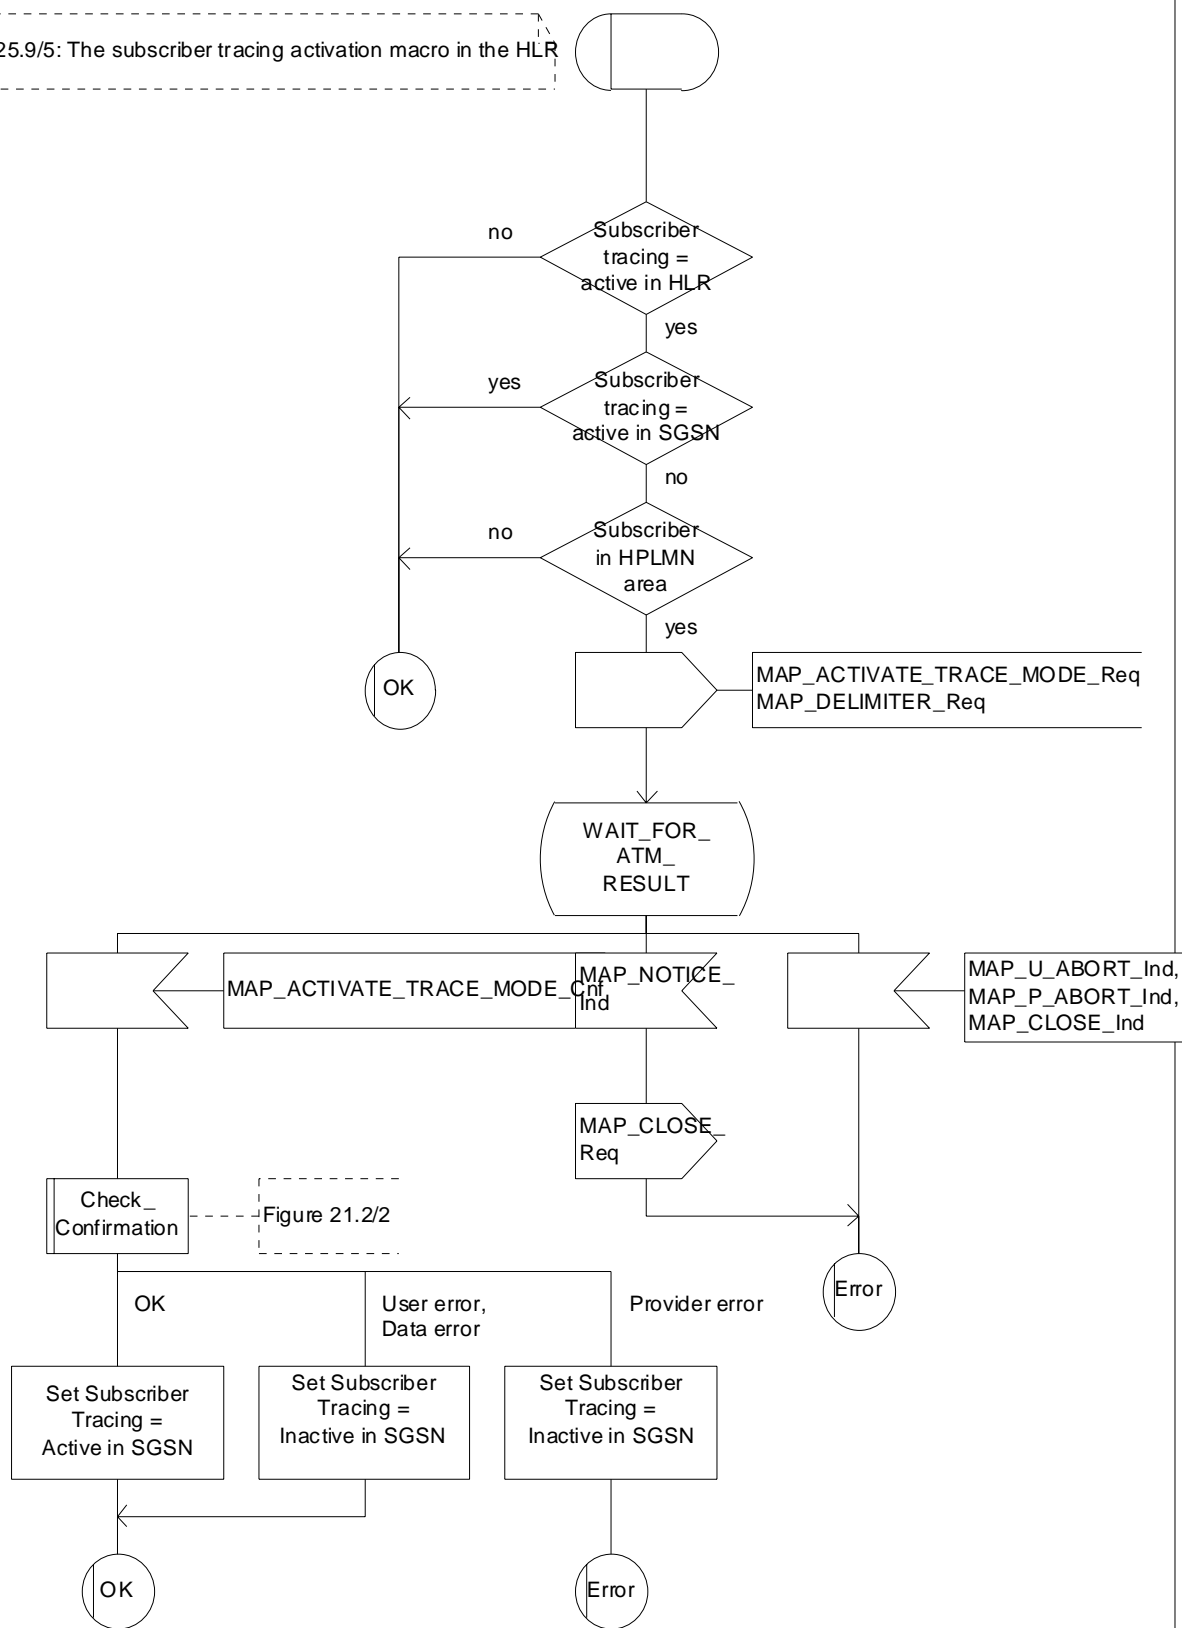 25.9/5: The subscriber tracing activation macro in the HLR
no
Subscriber
tracing =
active in HLR
yes
yes
Subscriber
tracing =
active in SGSN
no
no
Subscriber
in HPLMN
area
yes
OK
MAP_ACTIVATE_TRACE_MODE_Req
MAP_DELIMITER_Req
WAIT_FOR_
ATM_
RESULT
MAP_ACTIVATE_TRACE_MODE_Cnf
MAP_NOTICE_
Ind
MAP_U_ABORT_Ind,
MAP_P_ABORT_Ind,
MAP_CLOSE_Ind
MAP_CLOSE_
Req
Check_
Confirmation
Figure 21.2/2
OK
User error,
Data error
Provider error
Error
Set Subscriber
Tracing =
Active in SGSN
Set Subscriber
Tracing =
Inactive in SGSN
Set Subscriber
Tracing =
Inactive in SGSN
OK
Error